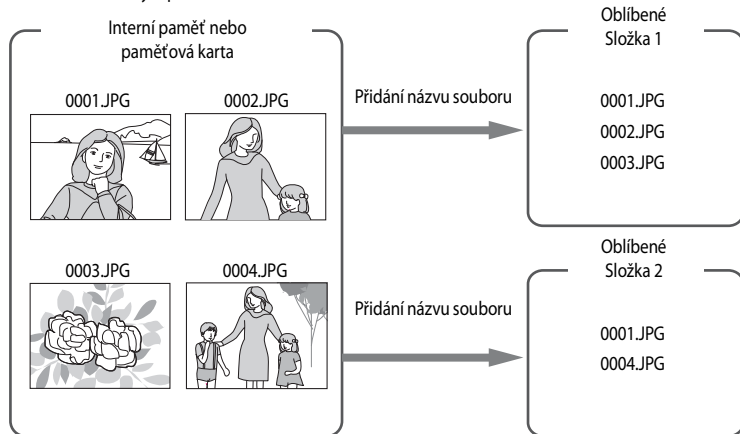 Interní paměť nebo
paměťová karta
0001.JPG
0002.JPG
0003.JPG
0004.JPG
Přidání názvu souboru
Oblíbené
Složka 1
0001.JPG
0002.JPG
0003.JPG
Přidání názvu souboru
Oblíbené
Složka 2
0001.JPG
0004.JPG